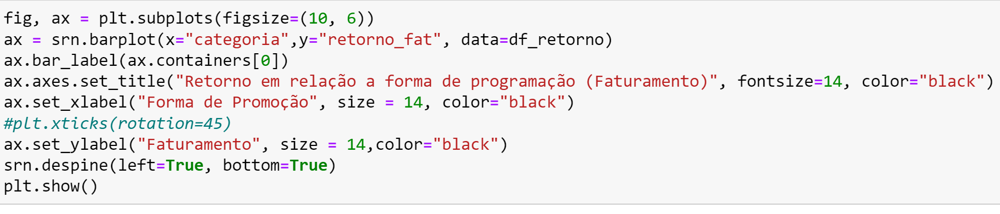 fig, ax = plt.subplots(figsize=(10, 6))
ax = srn.barplot(x="categoria",y="retorno_fat", data=df_retorno)
ax.bar_label(ax.containers[0])
ax.axes.set_title("Retorno em relação a forma de programação (Faturamento)", fontsize=14, color="black")
ax.set_xlabel("Forma de Promoção", size = 14, color="black")
#plt.xticks(rotation=45)
ax.set_ylabel("Faturamento", size = 14,color="black")
srn.despine(left=True, bottom=True)
plt.show()